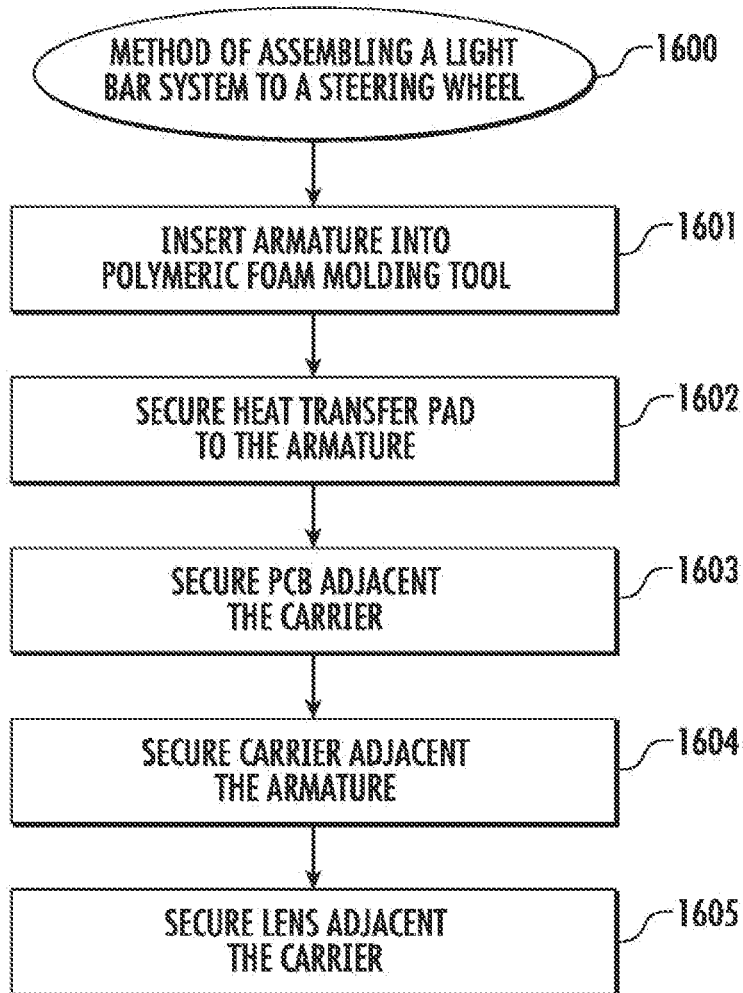 METHOD OF ASSEMBLING A LIGHT
BAR SYSTEM TO A STEERING WHEEL
1600
INSERT ARMATURE INTO
POLYMERIC FOAM MOLDING TOOL
1601
SECURE HEAT TRANSFER PAD
TO THE ARMATURE
1602
SECURE PCB ADJACENT
THE CARRIER
1603
SECURE CARRIER ADJACENT
THE ARMATURE
1604
SECURE LENS ADJACENT
THE CARRIER
1605